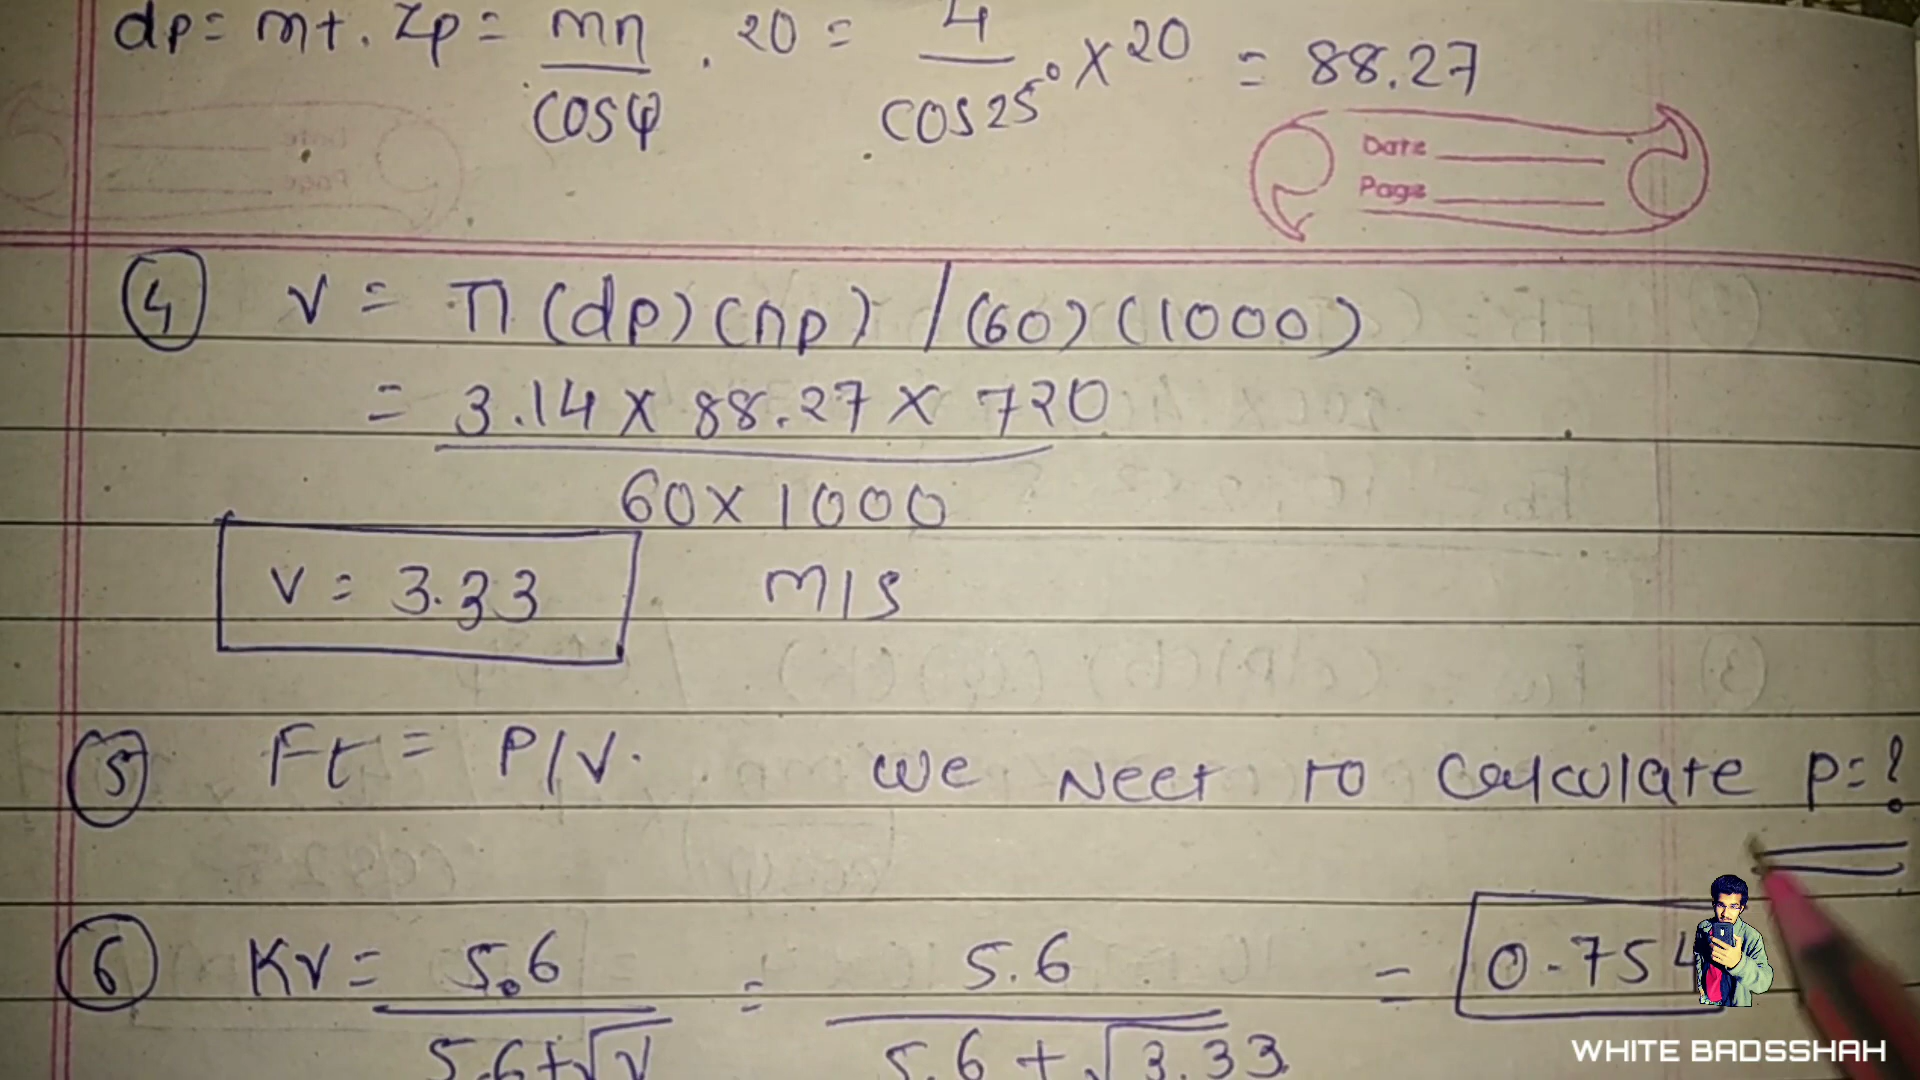 dp = mt . Zp = mn / cosψ . 20 = 4 / cos25° × 20 = 88.27
Date
Page
4 V = π (dp) (np) / (60) (1000)
= 3.14 × 88.27 × 720
60 × 1000
V = 3.33 m/s
5 Ft = P/V. We Neet to Calculate P = ?
6 KV = 5.6 = 5.6 = 0.754
5.6 + √V 5.6 + √3.33
WHITE BADSSHAH